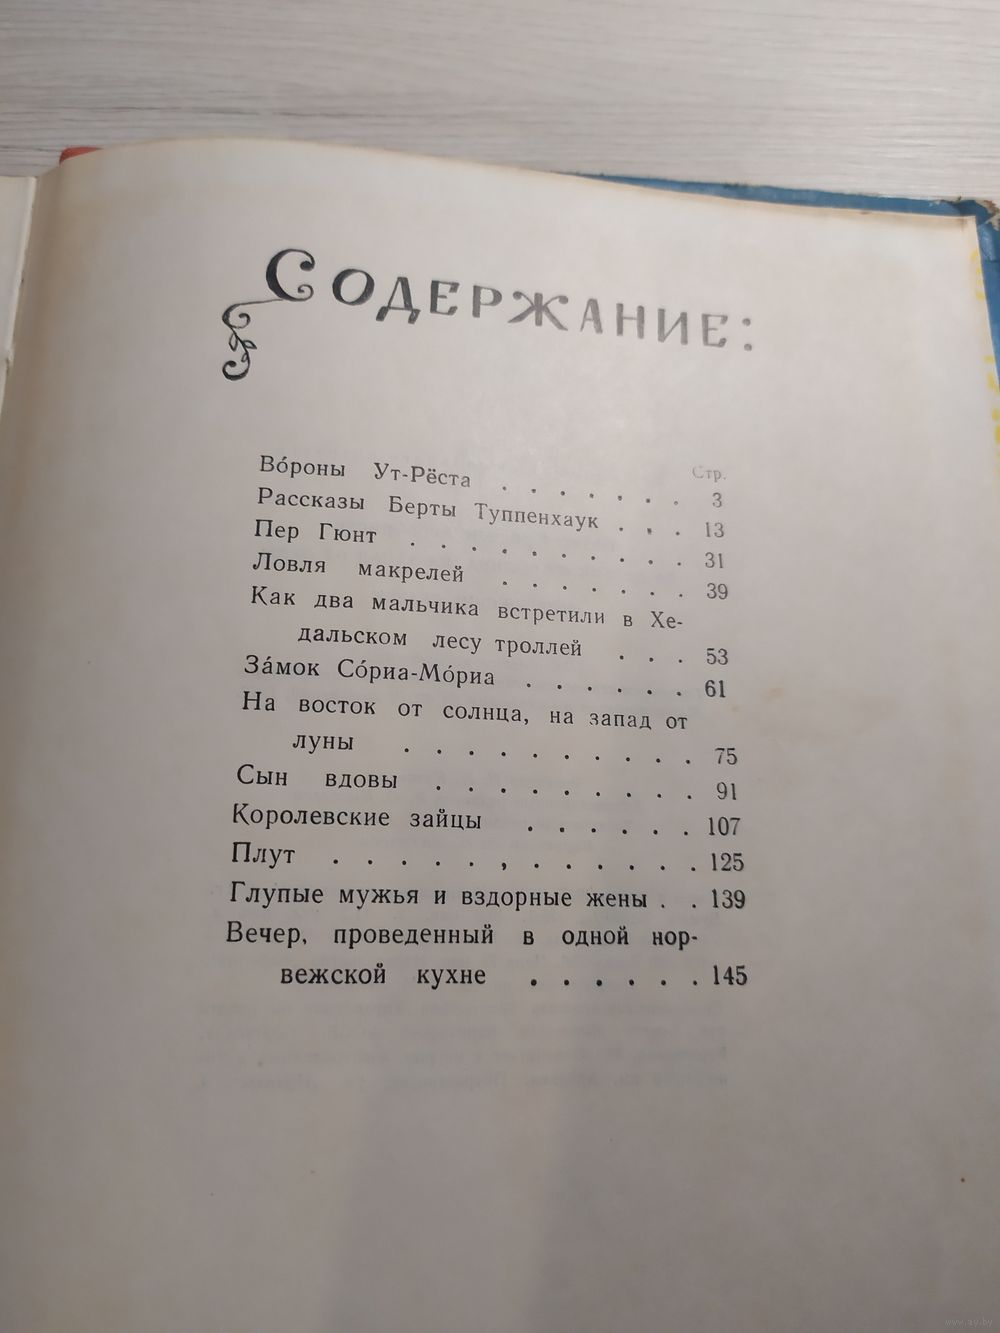 Содержание:
Стр.
Во́роны Ут-Рёста . . . . . . . 3
Рассказы Берты Туппенхаук . . . 13
Пер Гюнт . . . . . . . . . . 31
Ловля макрелей . . . . . . . 39
Как два мальчика встретили в Хе-
дальском лесу троллей . . . 53
За́мок Со́риа-Мо́риа . . . . . . 61
На восток от солнца, на запад от
луны . . . . . . . . . . 75
Сын вдовы . . . . . . . . . 91
Королевские зайцы . . . . . . 107
Плут . . . . . , . . . . . . 125
Глупые мужья и вздорные жены . . 139
Вечер, проведенный в одной нор-
вежской кухне . . . . . . 145
www.ay.by